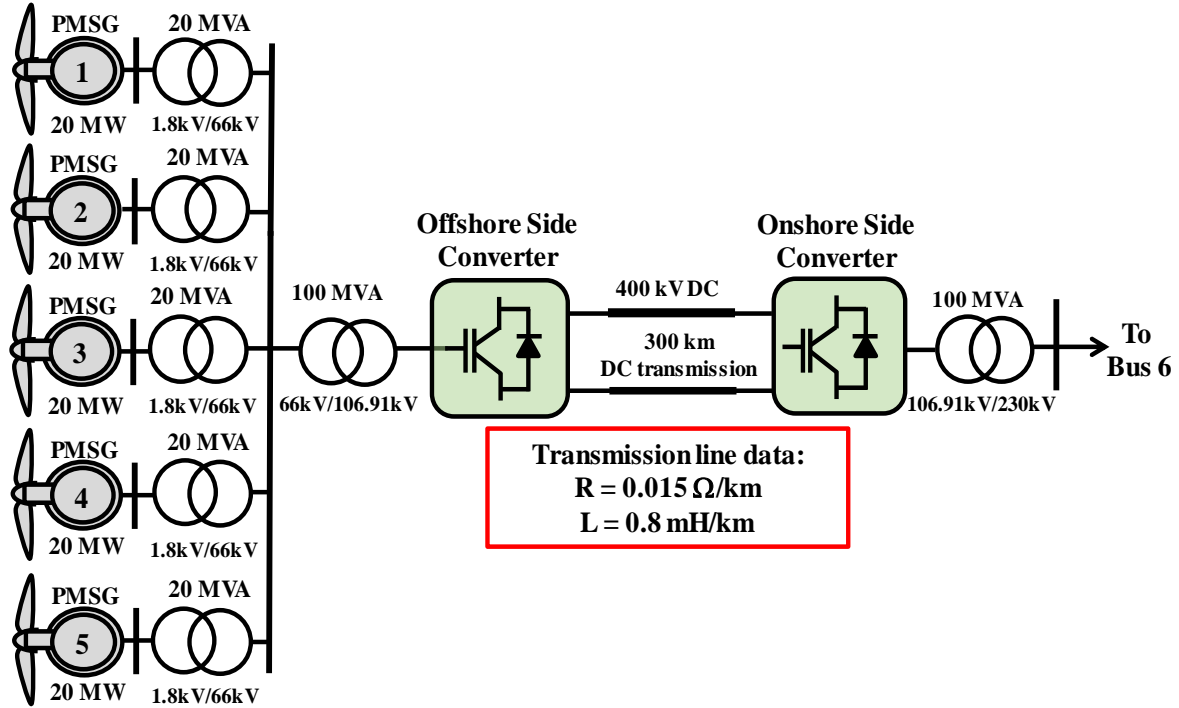 PMSG
20 MVA
1
20 MW
1.8kV/66kV
PMSG
20 MVA
2
20 MW
1.8kV/66kV
PMSG
20 MVA
3
20 MW
1.8kV/66kV
PMSG
20 MVA
4
20 MW
1.8kV/66kV
PMSG
20 MVA
5
20 MW
1.8kV/66kV
100 MVA
66kV/106.91kV
Offshore Side
Converter
400 kV DC
300 km
DC transmission
Onshore Side
Converter
100 MVA
106.91kV/230kV
To
Bus 6
Transmission line data:
R = 0.015 Ω/km
L = 0.8 mH/km